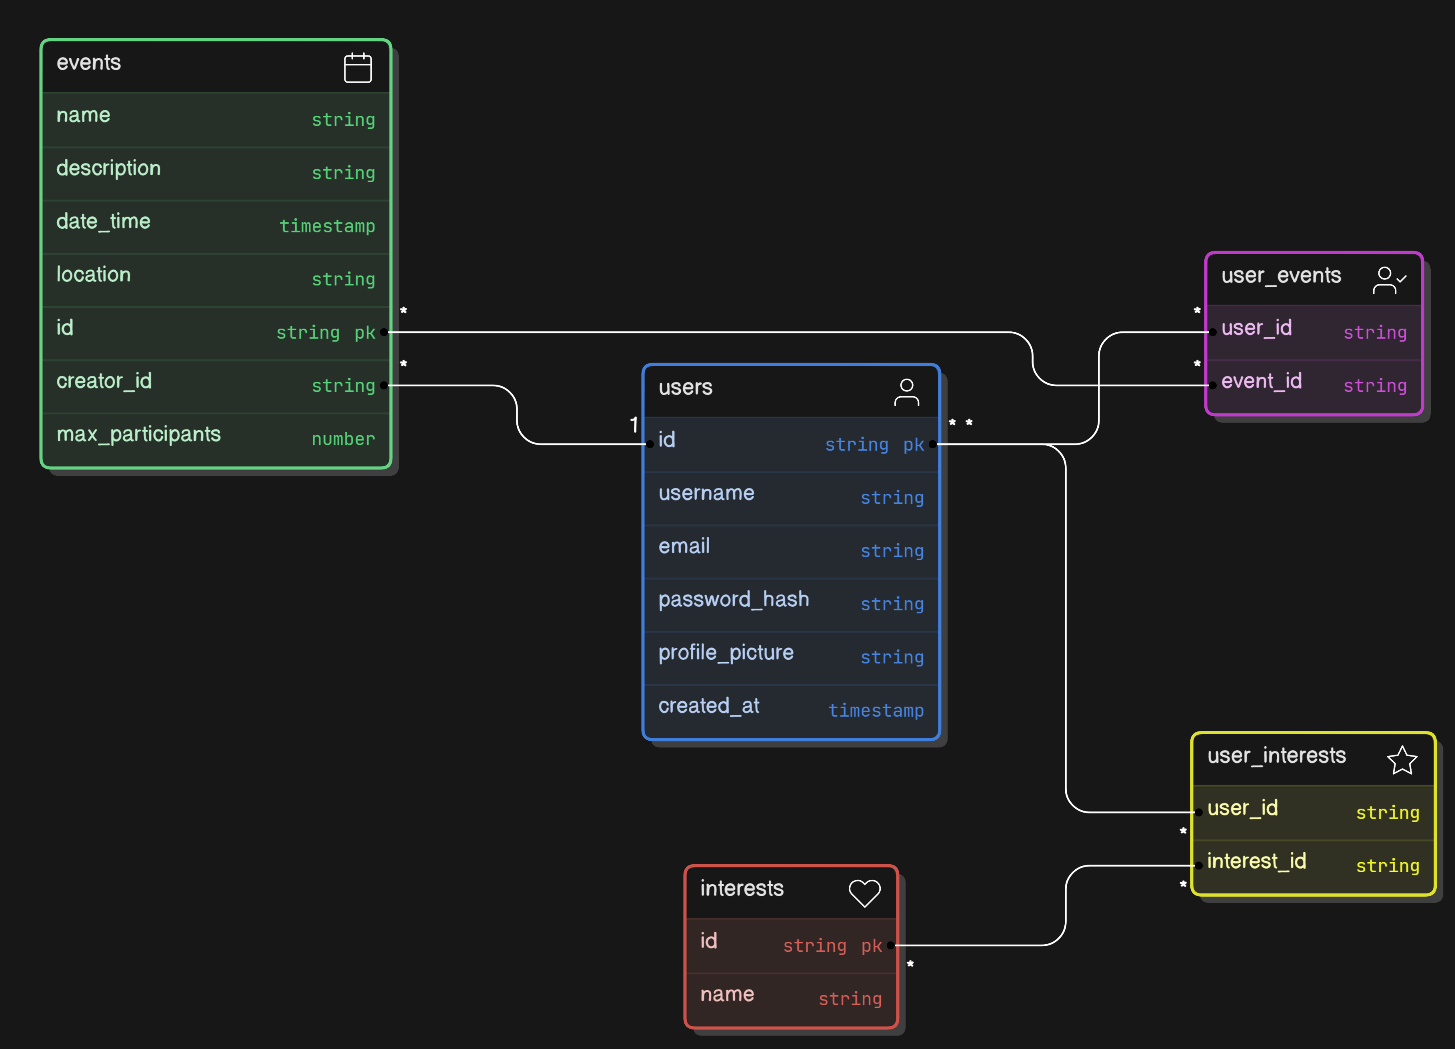 events
name string
description string
date_time timestamp
location string
id string pk
*
creator_id string
*
max_participants number
users
1
id string pk
* *
username string
email string
password_hash string
profile_picture string
created_at timestamp
user_events
*
user_id string
*
event_id string
user_interests
user_id string
*
interest_id string
*
interests
id string pk
*
name string